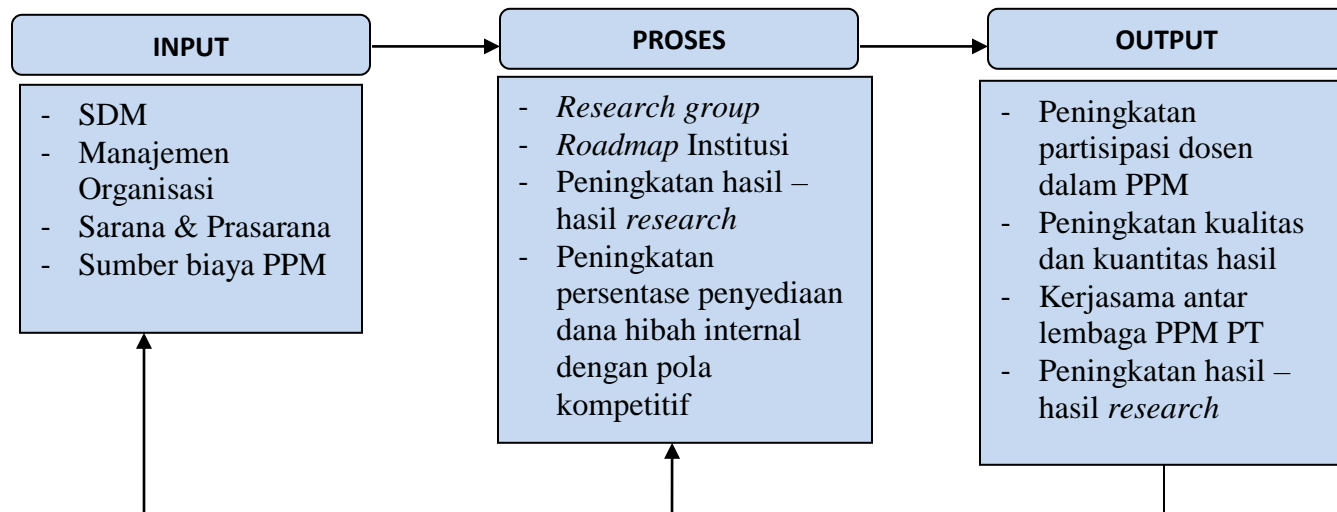 INPUT
- SDM
- Manajemen
Organisasi
- Sarana & Prasarana
- Sumber biaya PPM
PROSES
- Research group
- Roadmap Institusi
- Peningkatan hasil –
hasil research
- Peningkatan
persentase penyediaan
dana hibah internal
dengan pola
kompetitif
OUTPUT
- Peningkatan
partisipasi dosen
dalam PPM
- Peningkatan kualitas
dan kuantitas hasil
- Kerjasama antar
lembaga PPM PT
- Peningkatan hasil –
hasil research